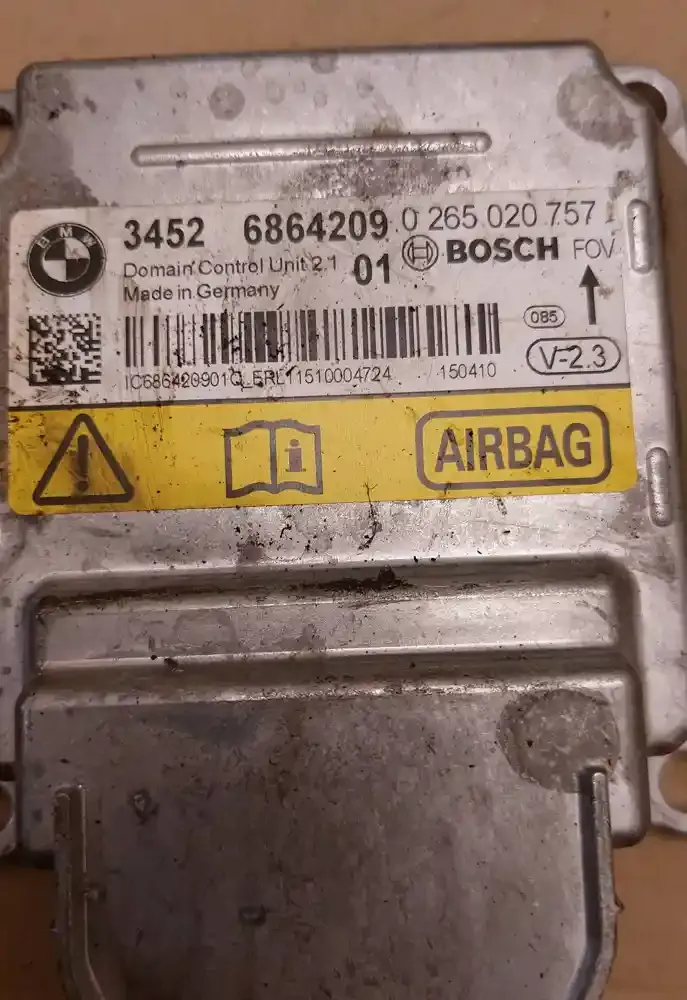 BMW
3452 6864209 0 265 020 757
Domain Control Unit 2.1 01 BOSCH FOV
Made in Germany
085
V-2.3
150410
AIRBAG